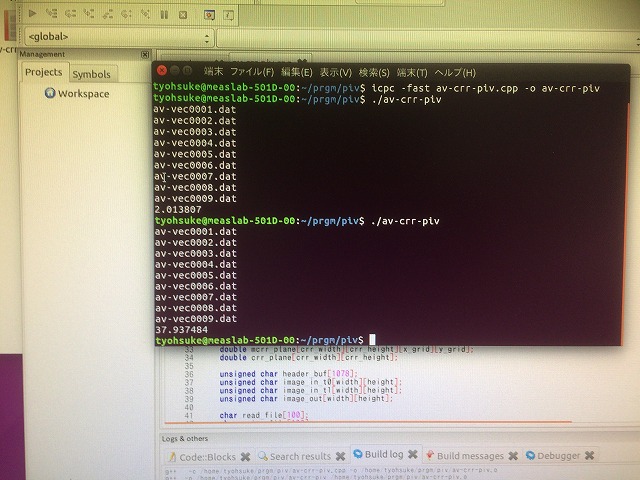 <global>
Management
Projects
Symbols
Workspace
端末 ファイル(F) 編集(E) 表示(V) 検索(S) 端末(T) ヘルプ(H)
tyohsuke@measlab-501D-00:~/prgm/piv$ icpc -fast av-crr-piv.cpp -o av-crr-piv
tyohsuke@measlab-501D-00:~/prgm/piv$ ./av-crr-piv
av-vec0001.dat
av-vec0002.dat
av-vec0003.dat
av-vec0004.dat
av-vec0005.dat
av-vec0006.dat
av-vec0007.dat
av-vec0008.dat
av-vec0009.dat
2.013807
tyohsuke@measlab-501D-00:~/prgm/piv$ ./av-crr-piv
av-vec0001.dat
av-vec0002.dat
av-vec0003.dat
av-vec0004.dat
av-vec0005.dat
av-vec0006.dat
av-vec0007.dat
av-vec0008.dat
av-vec0009.dat
37.937484
tyohsuke@measlab-501D-00:~/prgm/piv$
33 double mcrr_plane[crr_width][crr_height][x_grid][y_grid];
34 double crr_plane[crr_width][crr_height];
35
36 unsigned char header_buf[1078];
37 unsigned char image_in_t0[width][height];
38 unsigned char image_in_t1[width][height];
39 unsigned char image_out[width][height];
40
41 char read_file[100];
Logs & others
Code::Blocks
Search results
Build log
Build messages
Debugger
g++ -o /home/tyohsuke/prgm/piv/av-crr-piv.cpp -o /home/tyohsuke/prgm/piv/av-crr-piv.o